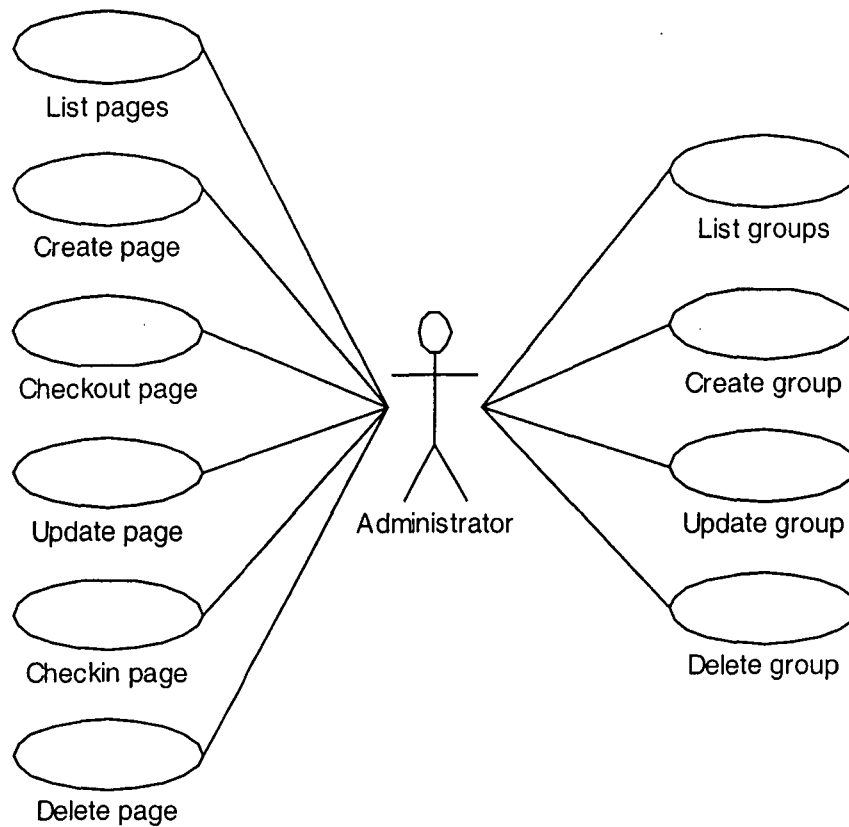 List pages
Create page
Checkout page
Update page
Checkin page
Delete page
Administrator
List groups
Create group
Update group
Delete group